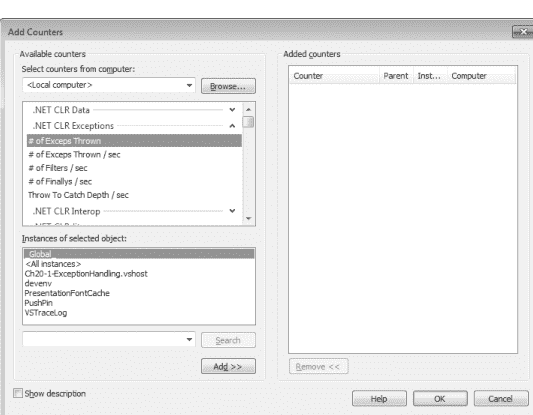 Add Counters
Available counters
Select counters from computer:
<Local computer>
Browse...
.NET CLR Data
.NET CLR Exceptions
# of Exceps Thrown
# of Exceps Thrown / sec
# of Filters / sec
# of Finallys / sec
Throw To Catch Depth / sec
.NET CLR Interop
Instances of selected object:
_Global_
<All instances>
Ch20-1-ExceptionHandling.vshost
devenv
PresentationFontCache
PushPin
VSTraceLog
Search
Add >>
Show description
Added counters
Counter Parent Inst... Computer
Remove <<
Help OK Cancel